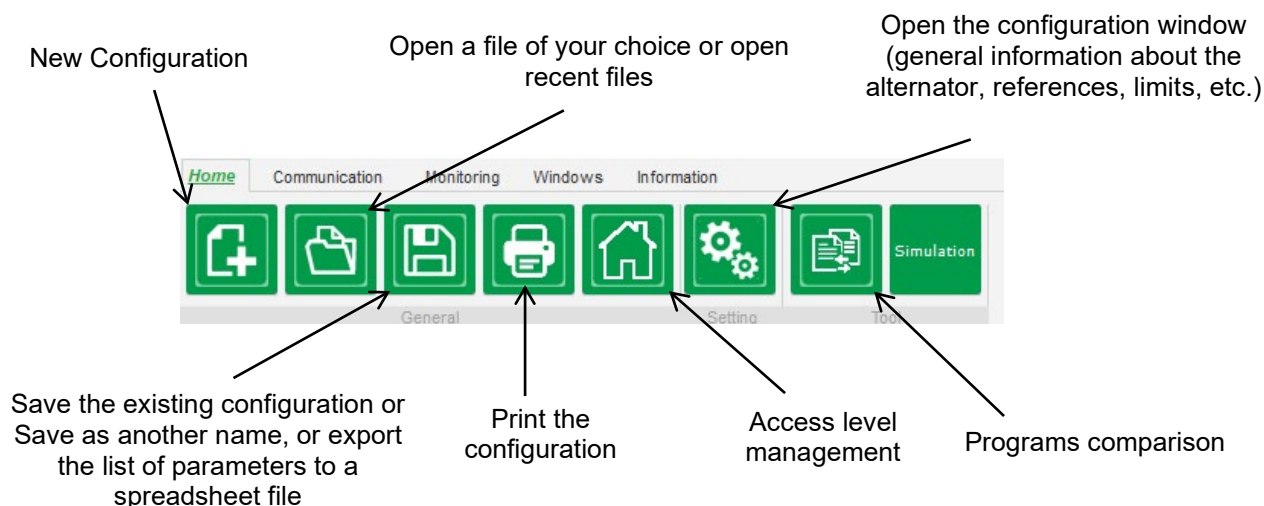 New Configuration
Open a file of your choice or open
recent files
Open the configuration window
(general information about the
alternator, references, limits, etc.)
Home Communication Monitoring Windows Information
Simulation
General Setting Tool
Save the existing configuration or
Save as another name, or export
the list of parameters to a
spreadsheet file
Print the
configuration
Access level
management
Programs comparison